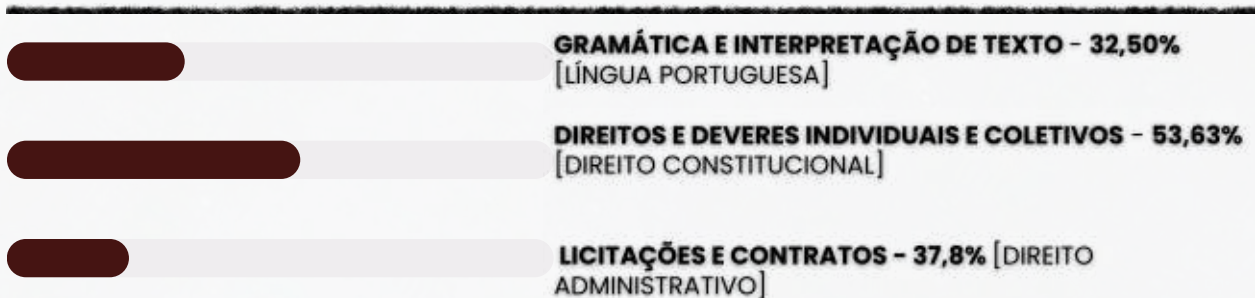 GRAMÁTICA E INTERPRETAÇÃO DE TEXTO - 32,50%
[LÍNGUA PORTUGUESA]
DIREITOS E DEVERES INDIVIDUAIS E COLETIVOS - 53,63%
[DIREITO CONSTITUCIONAL]
LICITAÇÕES E CONTRATOS - 37,8% [DIREITO
ADMINISTRATIVO]